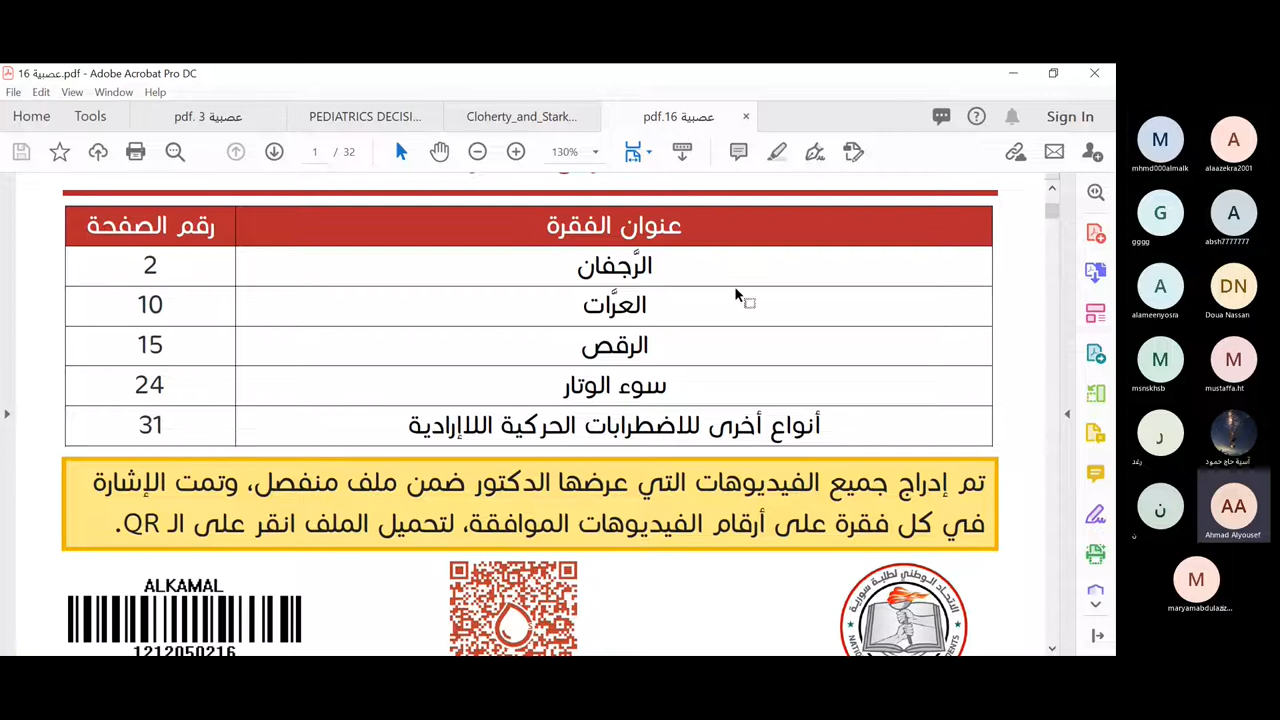 عصبية 16.pdf - Adobe Acrobat Pro DC
File Edit View Window Help
Home Tools
عصبية 3 .pdf
PEDIATRICS DECISI...
Cloherty_and_Stark...
عصبية 16.pdf
Sign In
1 / 32
130%
عنوان الفقرة رقم الصفحة
الرَّجفان 2
العرَّات 10
الرقص 15
سوء الوتار 24
أنواع أخرى للاضطرابات الحركية اللاإرادية 31
تم إدراج جميع الفيديوهات التي عرضها الدكتور ضمن ملف منفصل، وتمت الإشارة
في كل فقرة على أرقام الفيديوهات الموافقة، لتحميل الملف انقر على الـ QR.
ALKAMAL
1212050216
الاتحاد الوطني لطلبة سورية
M
mhmd000almalk
A
alaazekra2001
G
gggg
A
absh7777777
A
alameenyosra
DN
Doua Nassan
M
msnskhsb
M
mustaffa.ht
ر
رغد
آسية حاج حمود
ن
ن
AA
Ahmad Alyousef
M
maryamabdulaziz...